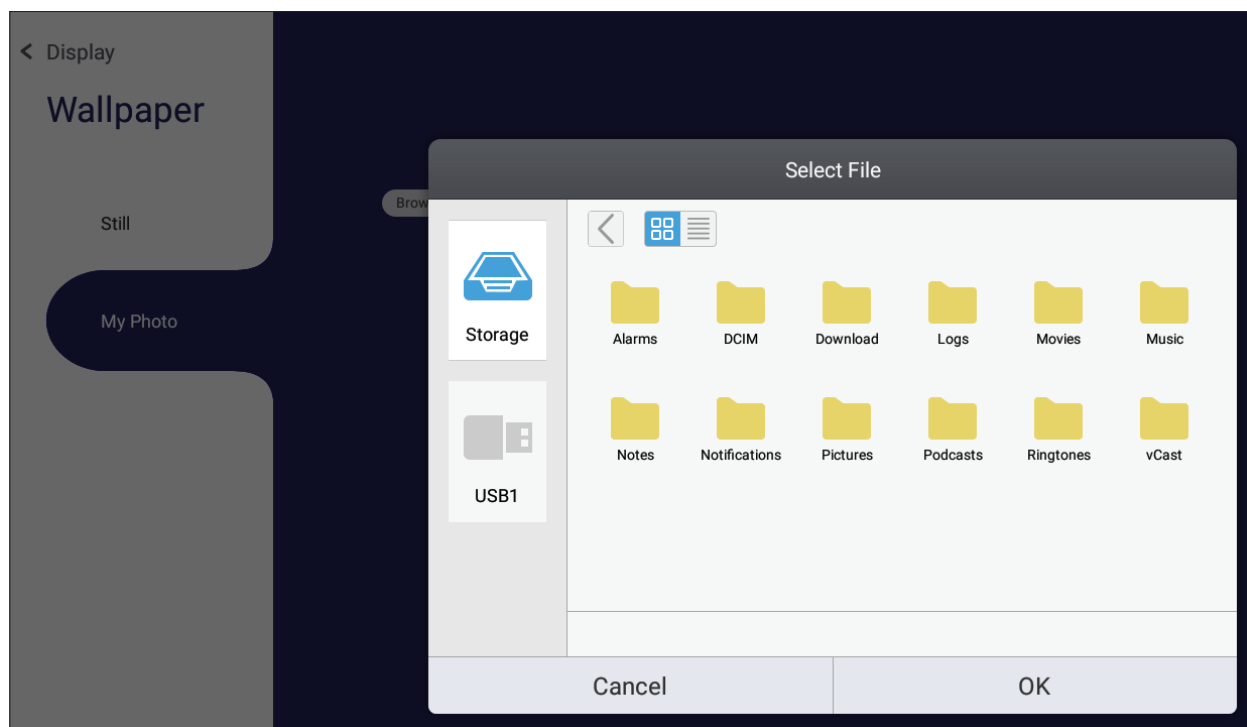 Display
Wallpaper
Still
My Photo
Brow
Select File
Storage
USB1
Alarms DCIM Download Logs Movies Music
Notes Notifications Pictures Podcasts Ringtones vCast
Cancel OK